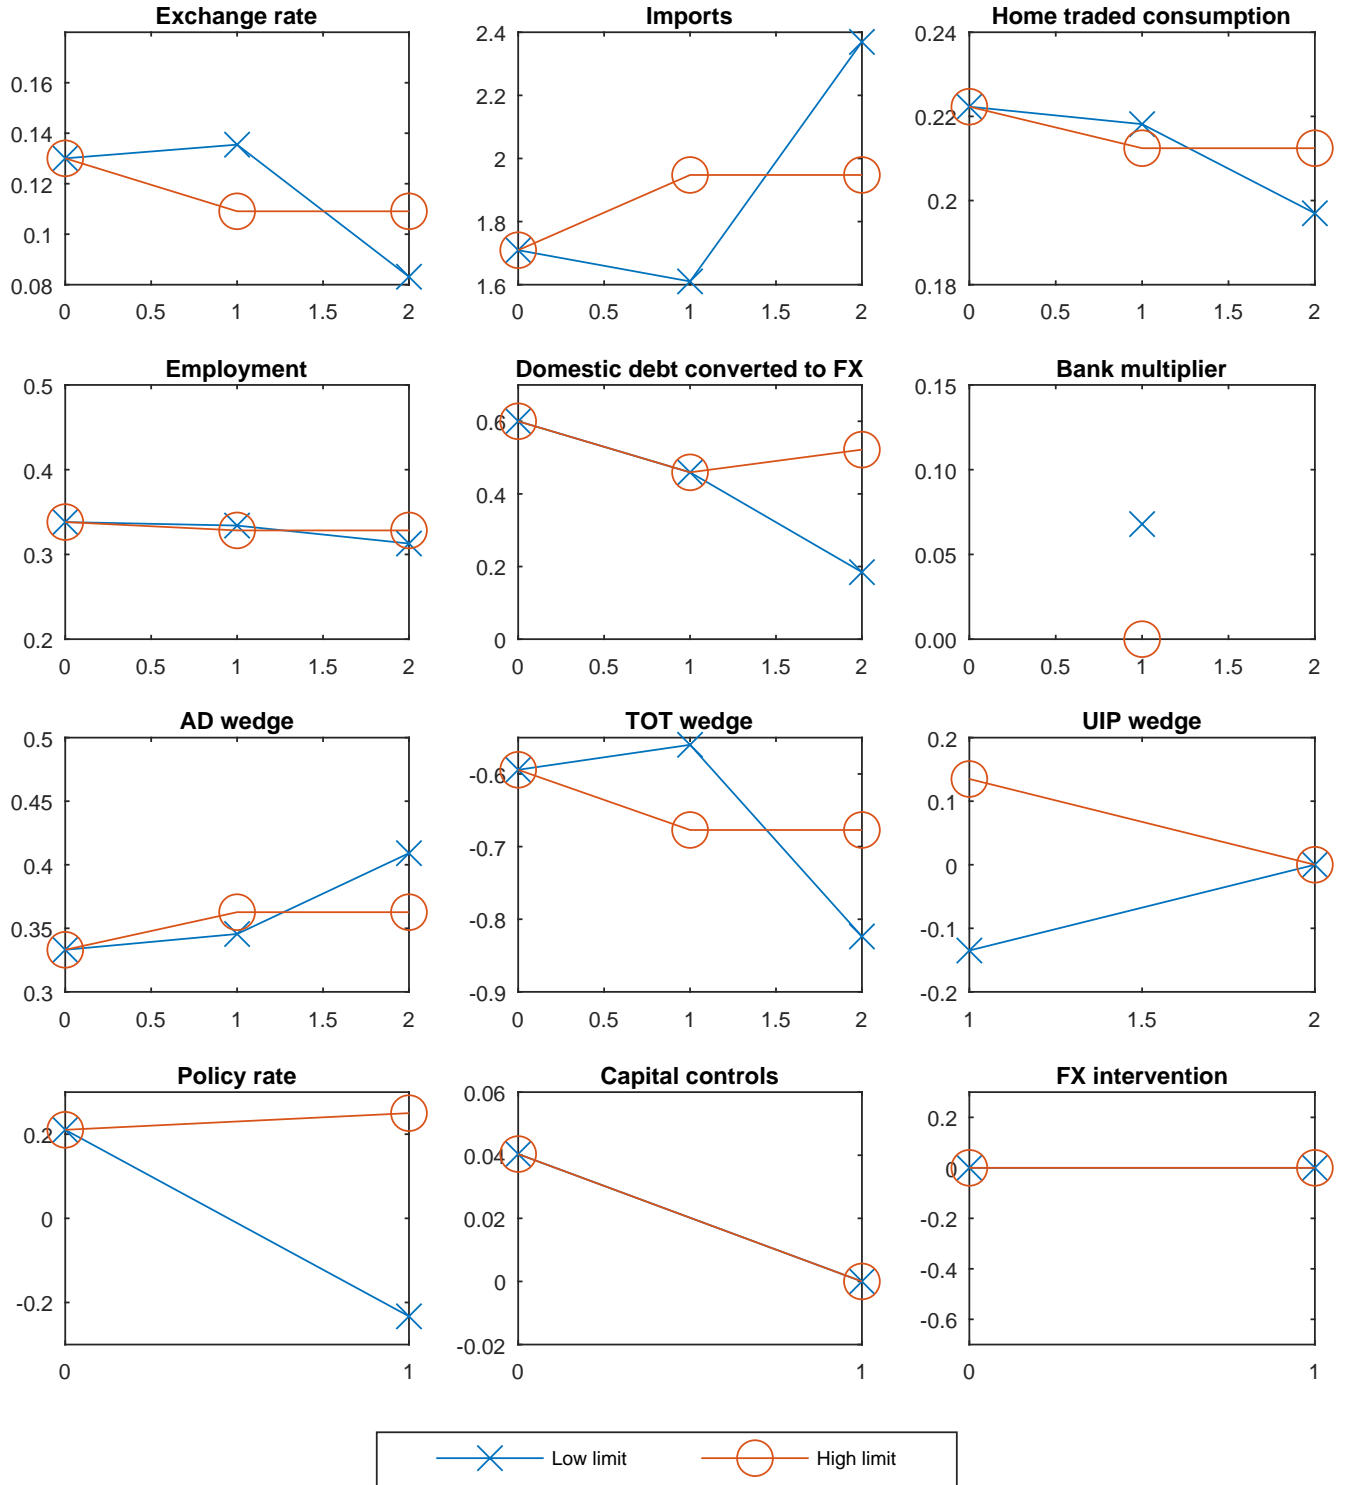 Exchange rate Imports Home traded consumption
0.16 2.4 0.24
0.14 2.2
0.12 2 0.22
0.1 1.8 0.2
0.08 1.6 0.18
0 0.5 1 1.5 2 0 0.5 1 1.5 2 0 0.5 1 1.5 2
Employment Domestic debt converted to FX Bank multiplier
0.5 0.6 0.15
0.4 0.4 0.10
0.3 0.2 0.05
0.2 0 0.00
0 0.5 1 1.5 2 0 0.5 1 1.5 2 0 0.5 1 1.5 2
AD wedge TOT wedge UIP wedge
0.5 -0.6 0.2
0.45 0.1
0.4 -0.7 0
0.35 -0.8 -0.1
0.3 -0.9 -0.2
0 0.5 1 1.5 2 0 0.5 1 1.5 2 1 1.5 2
Policy rate Capital controls FX intervention
0.2 0.06 0.2
0.04 0
0 0.02 -0.2
0 -0.4
-0.2 -0.02 -0.6
0 1 0 1 0 1
Low limit High limit